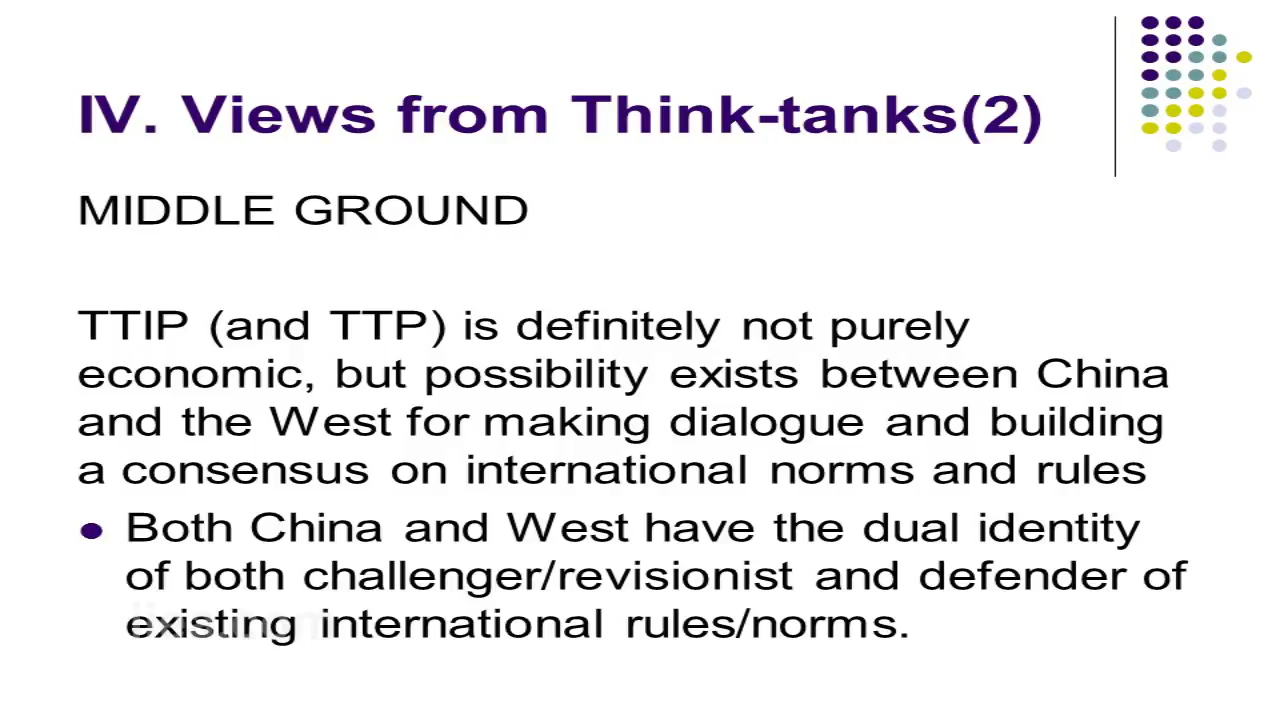 IV. Views from Think-tanks(2)
MIDDLE GROUND
TTIP (and TTP) is definitely not purely
economic, but possibility exists between China
and the West for making dialogue and building
a consensus on international norms and rules
Both China and West have the dual identity
of both challenger/revisionist and defender of
existing international rules/norms.